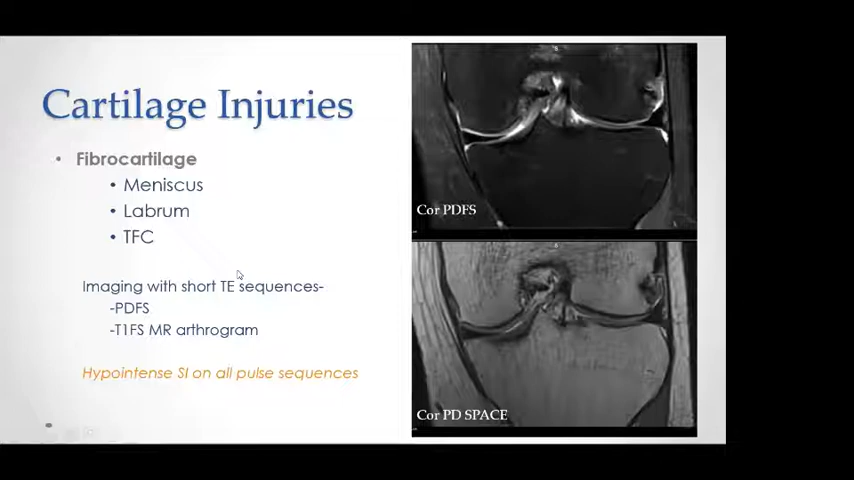 Cartilage Injuries
• Fibrocartilage
• Meniscus
• Labrum
• TFC
Imaging with short TE sequences-
-PDFS
-T1FS MR arthrogram
Hypointense SI on all pulse sequences
Cor PDFS
Cor PD SPACE